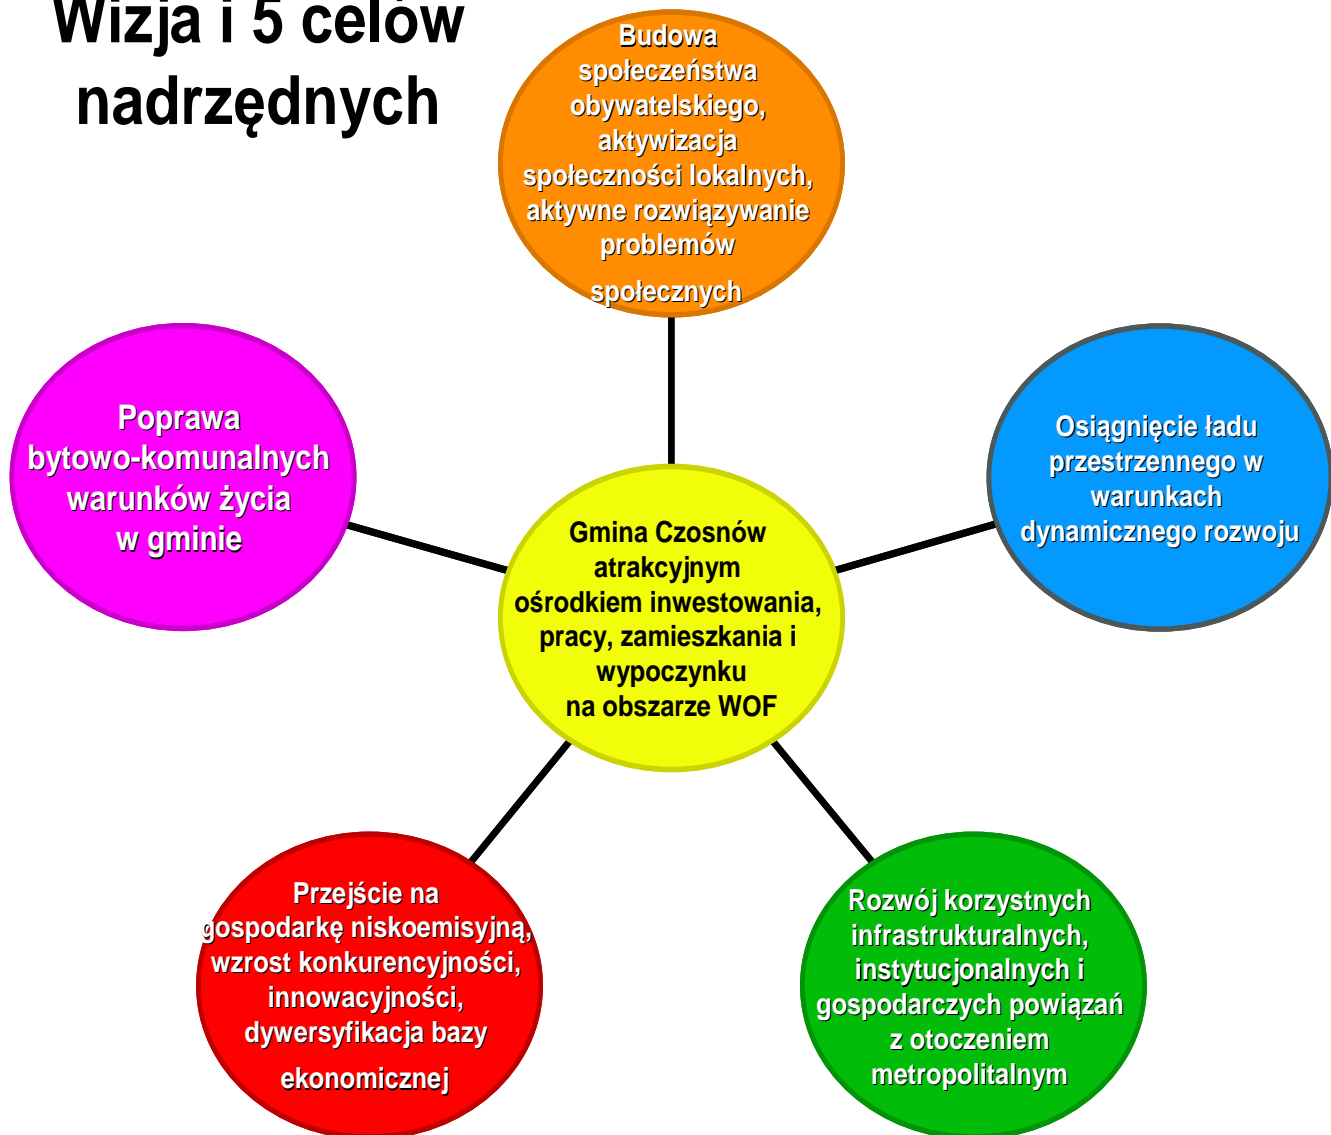 Wizja i 5 celów
nadrzędnych
Budowa
społeczeństwa
obywatelskiego,
aktywizacja
społeczności lokalnych,
aktywne rozwiązywanie
problemów
społecznych
Poprawa
bytowo-komunalnych
warunków życia
w gminie
Osiągnięcie ładu
przestrzennego w
warunkach
dynamicznego rozwoju
Gmina Czosnów
atrakcyjnym
ośrodkiem inwestowania,
pracy, zamieszkania i
wypoczynku
na obszarze WOF
Przejście na
gospodarkę niskoemisyjną,
wzrost konkurencyjności,
innowacyjności,
dywersyfikacja bazy
ekonomicznej
Rozwój korzystnych
infrastrukturalnych,
instytucjonalnych i
gospodarczych powiązań
z otoczeniem
metropolitalnym